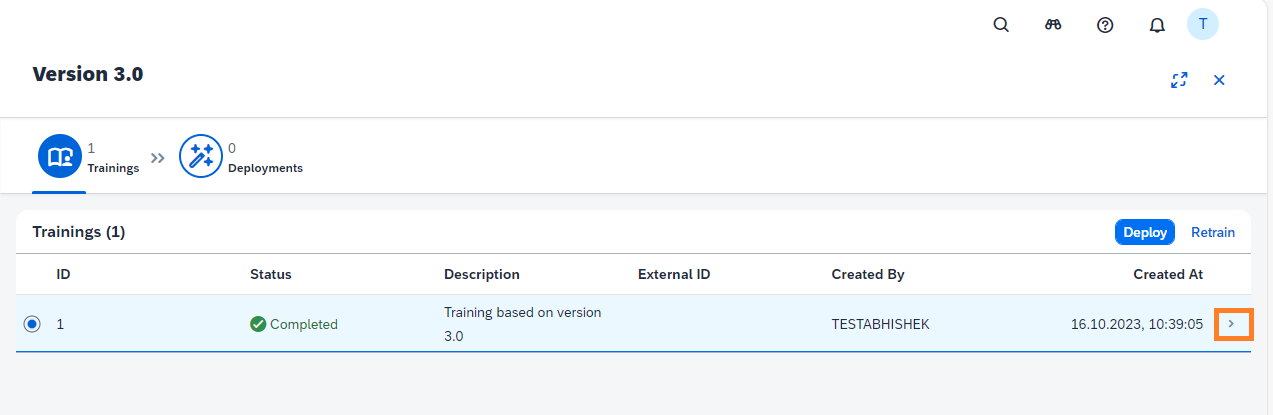 T
Version 3.0
1
Trainings
0
Deployments
Trainings (1)
Deploy
Retrain
ID
Status
Description
External ID
Created By
Created At
1
Completed
Training based on version
3.0
TESTABHISHEK
16.10.2023, 10:39:05